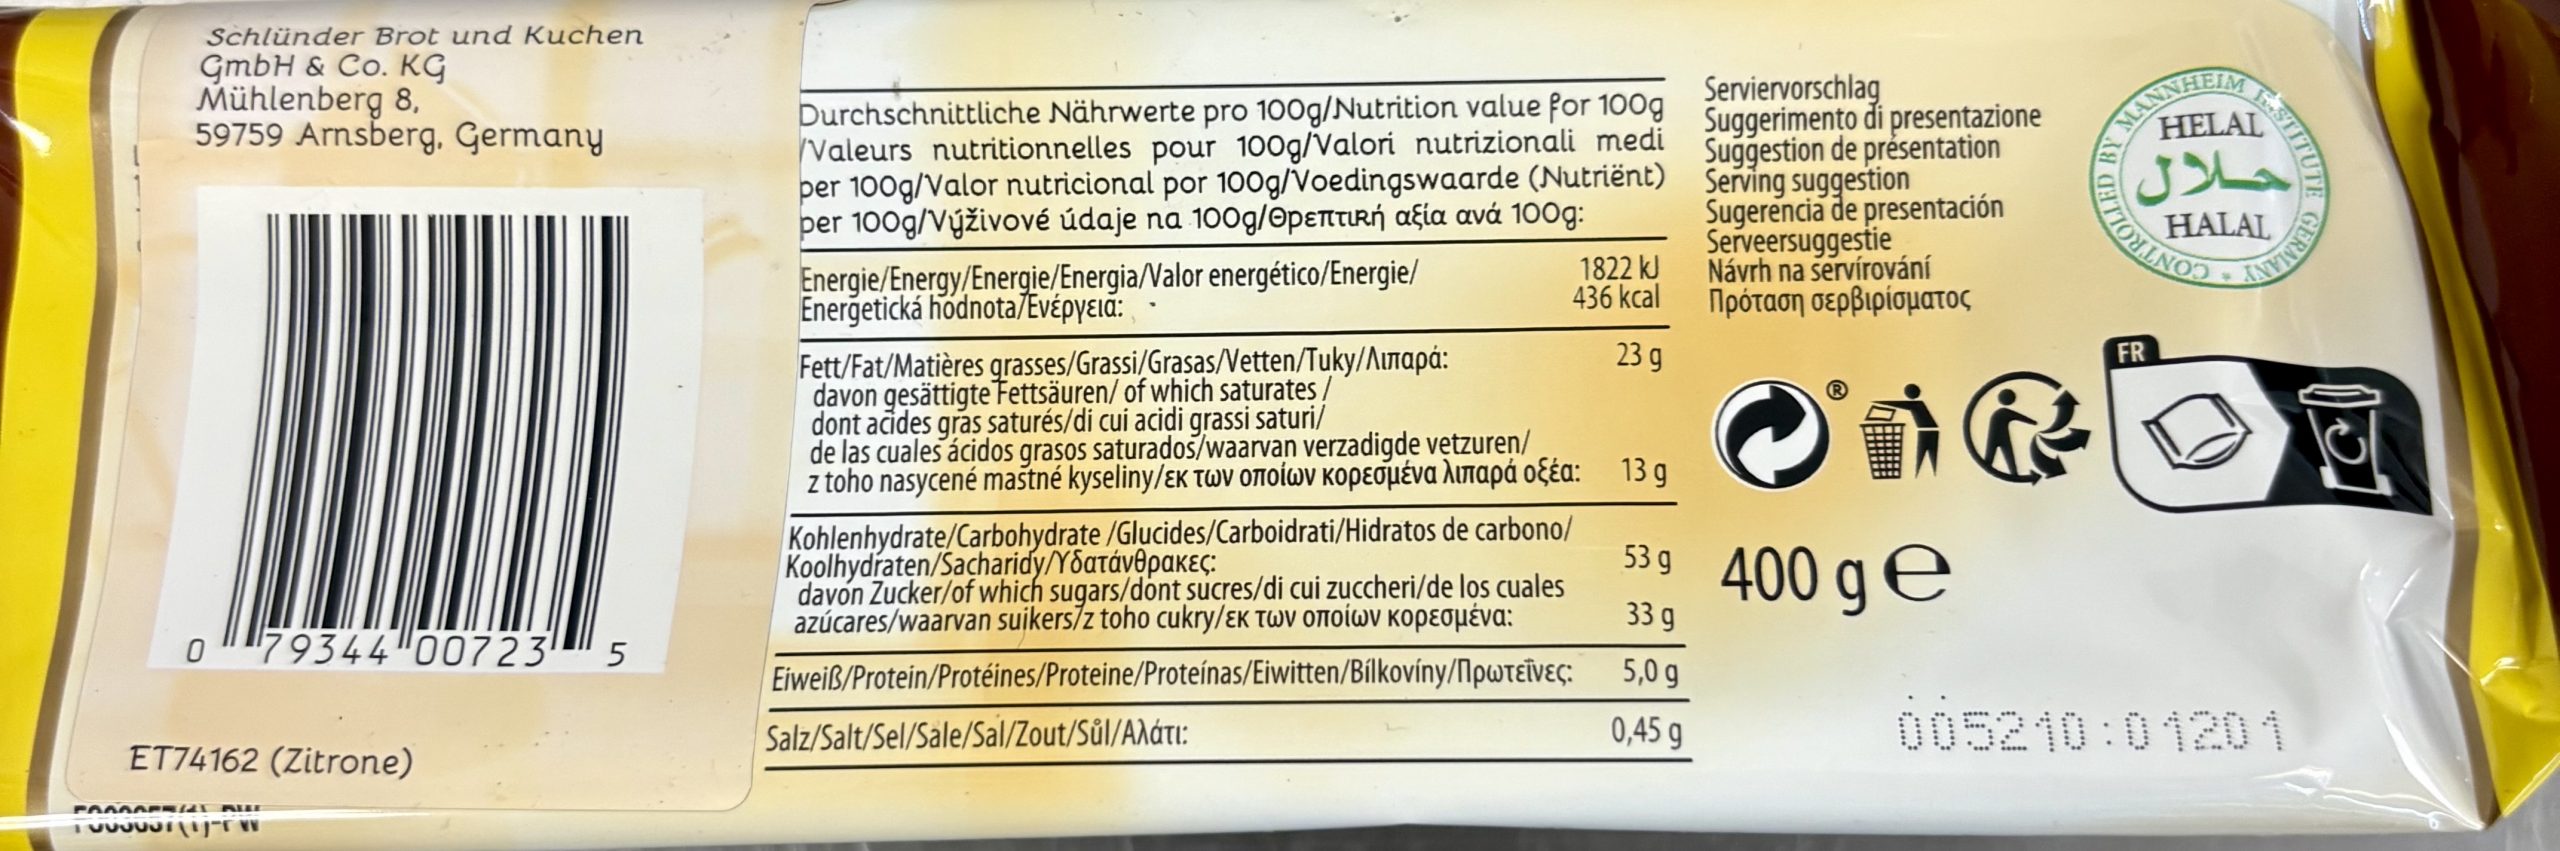 Schlünder Brot und Kuchen
GmbH & Co. KG
Mühlenberg 8,
59759 Arnsberg, Germany
0 79344 00723 5
ET74162 (Zitrone)
F003657(1)-PW
Durchschnittliche Nährwerte pro 100g/Nutrition value for 100g
/Valeurs nutritionnelles pour 100g/Valori nutrizionali medi
per 100g/Valor nutricional por 100g/Voedingswaarde (Nutriënt)
per 100g/Výživové údaje na 100g/Θρεπτική αξία ανά 100g:
Energie/Energy/Energie/Energia/Valor energético/Energie/ 1822 kJ
Energetická hodnota/Ενέργεια: 436 kcal
Fett/Fat/Matières grasses/Grassi/Grasas/Vetten/Tuky/Λιπαρά: 23 g
davon gesättigte Fettsäuren/ of which saturates /
dont acides gras saturés/di cui acidi grassi saturi/
de las cuales ácidos grasos saturados/waarvan verzadigde vetzuren/
z toho nasycené mastné kyseliny/εκ των οποίων κορεσμένα λιπαρά οξέα: 13 g
Kohlenhydrate/Carbohydrate /Glucides/Carboidrati/Hidratos de carbono/
Koolhydraten/Sacharidy/Υδατάνθρακες: 53 g
davon Zucker/of which sugars/dont sucres/di cui zuccheri/de los cuales
azúcares/waarvan suikers/z toho cukry/εκ των οποίων κορεσμένα: 33 g
Eiweiß/Protein/Protéines/Proteine/Proteínas/Eiwitten/Bílkovíny/Πρωτεΐνες: 5,0 g
Salz/Salt/Sel/Sale/Sal/Zout/Sůl/Αλάτι: 0,45 g
Serviervorschlag
Suggerimento di presentazione
Suggestion de présentation
Serving suggestion
Sugerencia de presentación
Serveersuggestie
Návrh na servírování
Πρόταση σερβιρίσματος
CONTROLLED BY MANNHEIM INSTITUTE GERMANY
HELAL
حلال
HALAL
®
FR
400 g e
005210:01201